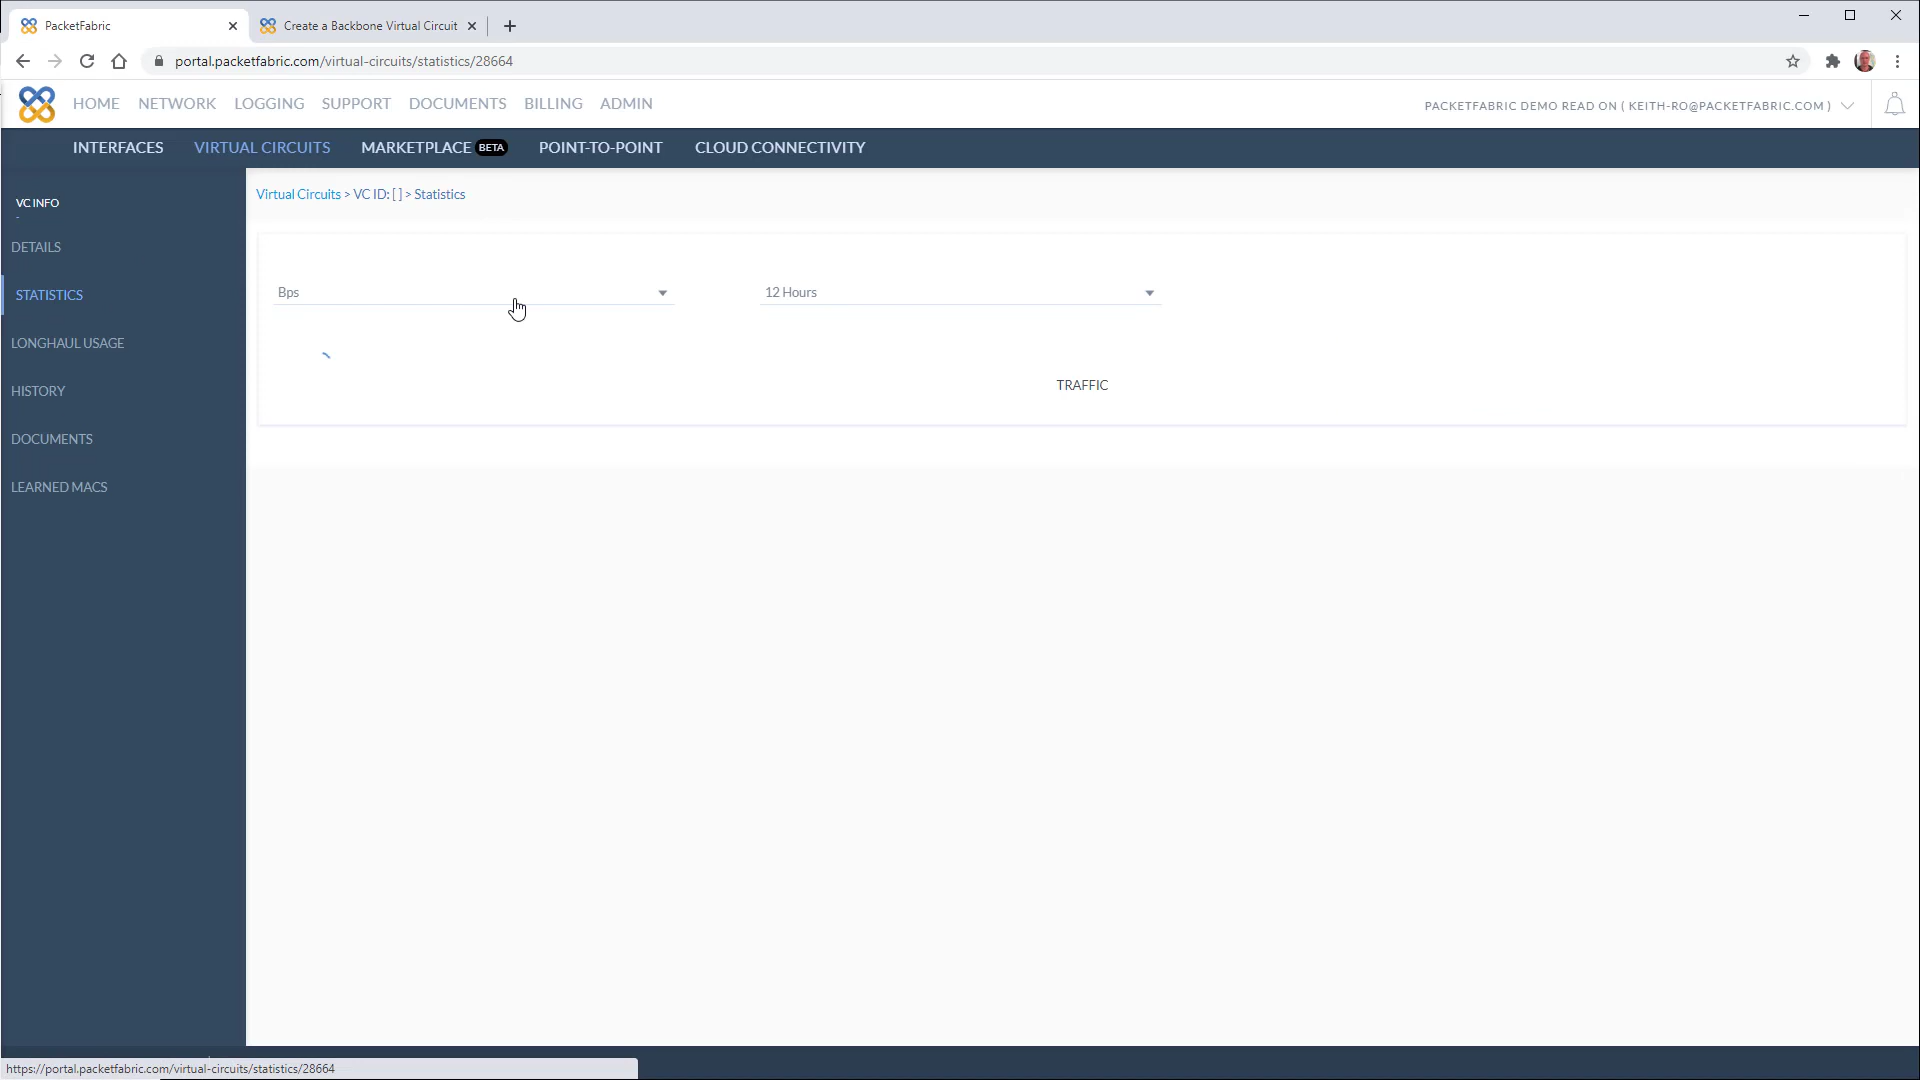 PacketFabric
Create a Backbone Virtual Circuit
portal.packetfabric.com/virtual-circuits/statistics/28664
HOME NETWORK LOGGING SUPPORT DOCUMENTS BILLING ADMIN
PACKETFABRIC DEMO READ ON ( KEITH-RO@PACKETFABRIC.COM )
INTERFACES VIRTUAL CIRCUITS MARKETPLACE BETA POINT-TO-POINT CLOUD CONNECTIVITY
VC INFO
-
DETAILS
STATISTICS
LONGHAUL USAGE
HISTORY
DOCUMENTS
LEARNED MACS
Virtual Circuits > VC ID: [ ] > Statistics
Bps
12 Hours
TRAFFIC
https://portal.packetfabric.com/virtual-circuits/statistics/28664